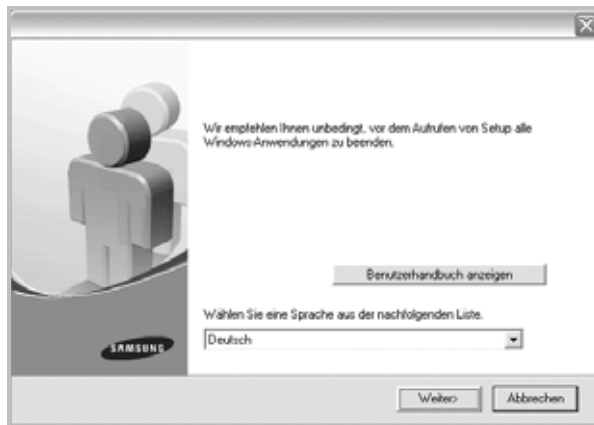 Wir empfehlen Ihnen unbedingt, vor dem Aufrufen von Setup alle
Windows-Anwendungen zu beenden.
Benutzerhandbuch anzeigen
Wählen Sie eine Sprache aus der nachfolgenden Liste.
Deutsch
SAMSUNG
Weiter>
Abbrechen